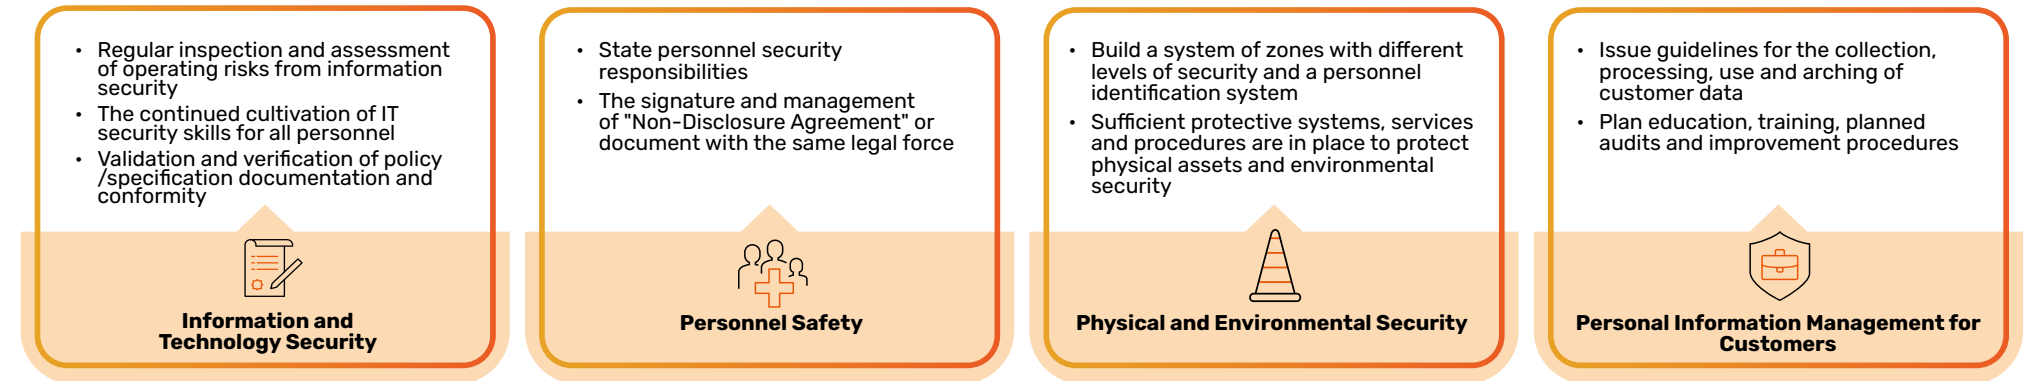 • Regular inspection and assessment
of operating risks from information
security
• The continued cultivation of IT
security skills for all personnel
• Validation and verification of policy
/specification documentation and
conformity
Information and
Technology Security
• State personnel security
responsibilities
• The signature and management
of "Non-Disclosure Agreement" or
document with the same legal force
Personnel Safety
• Build a system of zones with different
levels of security and a personnel
identification system
• Sufficient protective systems, services
and procedures are in place to protect
physical assets and environmental
security
Physical and Environmental Security
• Issue guidelines for the collection,
processing, use and arching of
customer data
• Plan education, training, planned
audits and improvement procedures
Personal Information Management for
Customers